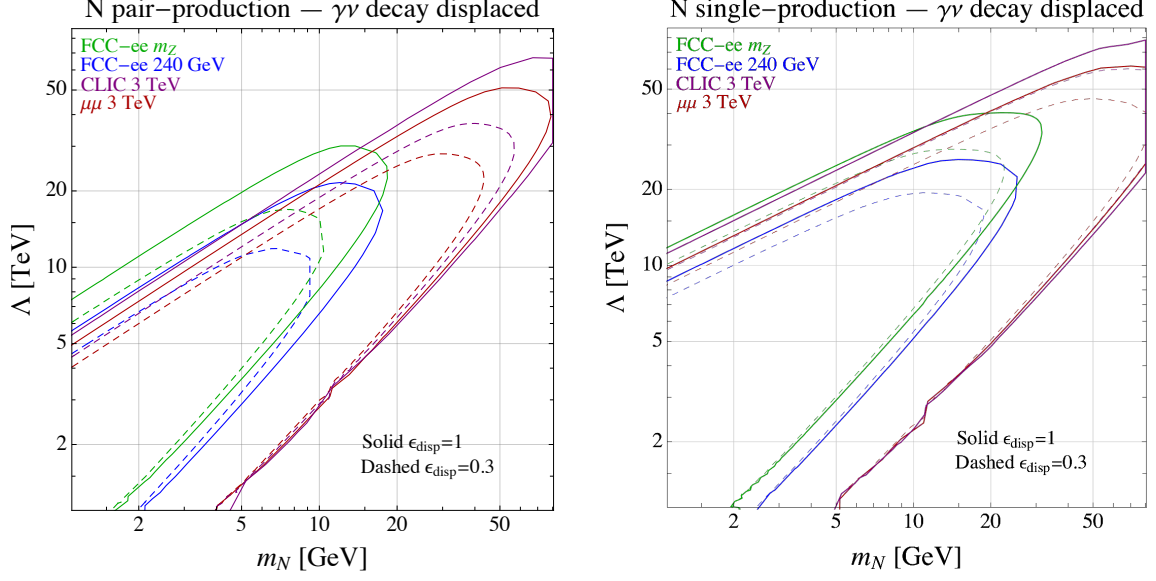 N pair−production — γν decay displaced
FCC−ee m_Z
FCC−ee 240 GeV
CLIC 3 TeV
μμ 3 TeV
Solid ϵ_disp=1
Dashed ϵ_disp=0.3
Λ [TeV]
50
20
10
5
2
2 5 10 20 50
m_N [GeV]
N single−production — γν decay displaced
FCC−ee m_Z
FCC−ee 240 GeV
CLIC 3 TeV
μμ 3 TeV
Solid ϵ_disp=1
Dashed ϵ_disp=0.3
Λ [TeV]
50
20
10
5
2
2 5 10 20 50
m_N [GeV]